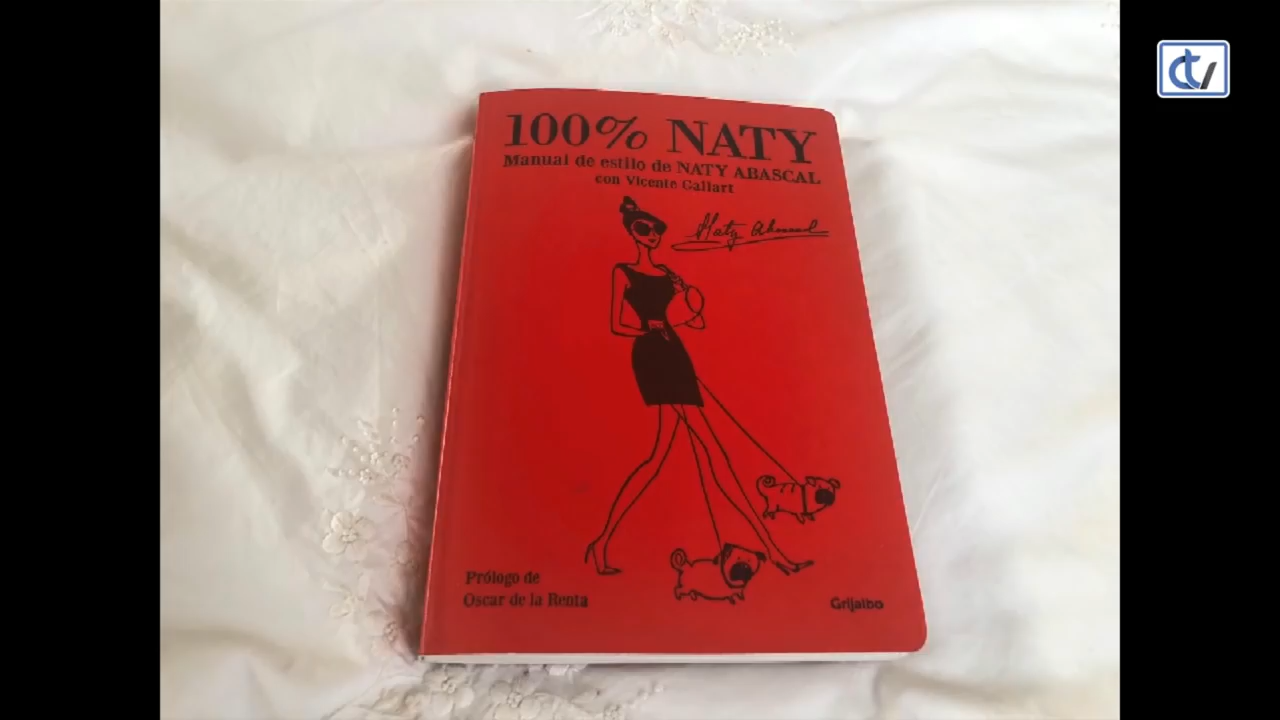 100% NATY
Manual de estilo de NATY ABASCAL
con Vicente Gallart
Naty Abascal
Prólogo de
Oscar de la Renta
Grijalbo